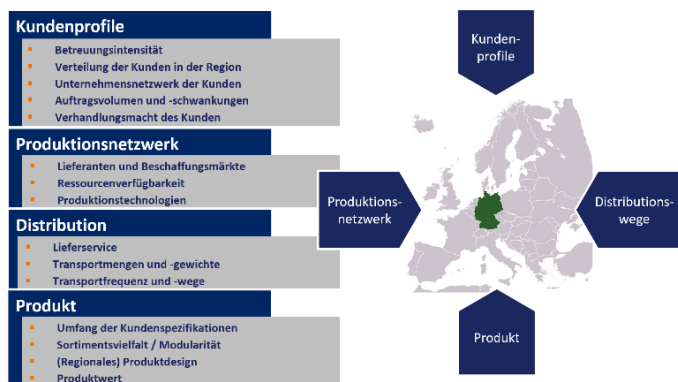 Kundenprofile
Betreuungsintensität
Verteilung der Kunden in der Region
Unternehmensnetzwerk der Kunden
Auftragsvolumen und -schwankungen
Verhandlungsmacht des Kunden
Produktionsnetzwerk
Lieferanten und Beschaffungsmärkte
Ressourcenverfügbarkeit
Produktionstechnologien
Distribution
Lieferservice
Transportmengen und -gewichte
Transportfrequenz und -wege
Produkt
Umfang der Kundenspezifikationen
Sortimentsvielfalt / Modularität
(Regionales) Produktdesign
Produktwert
Kunden-
profile
Produktions-
netzwerk
Distributions-
wege
Produkt